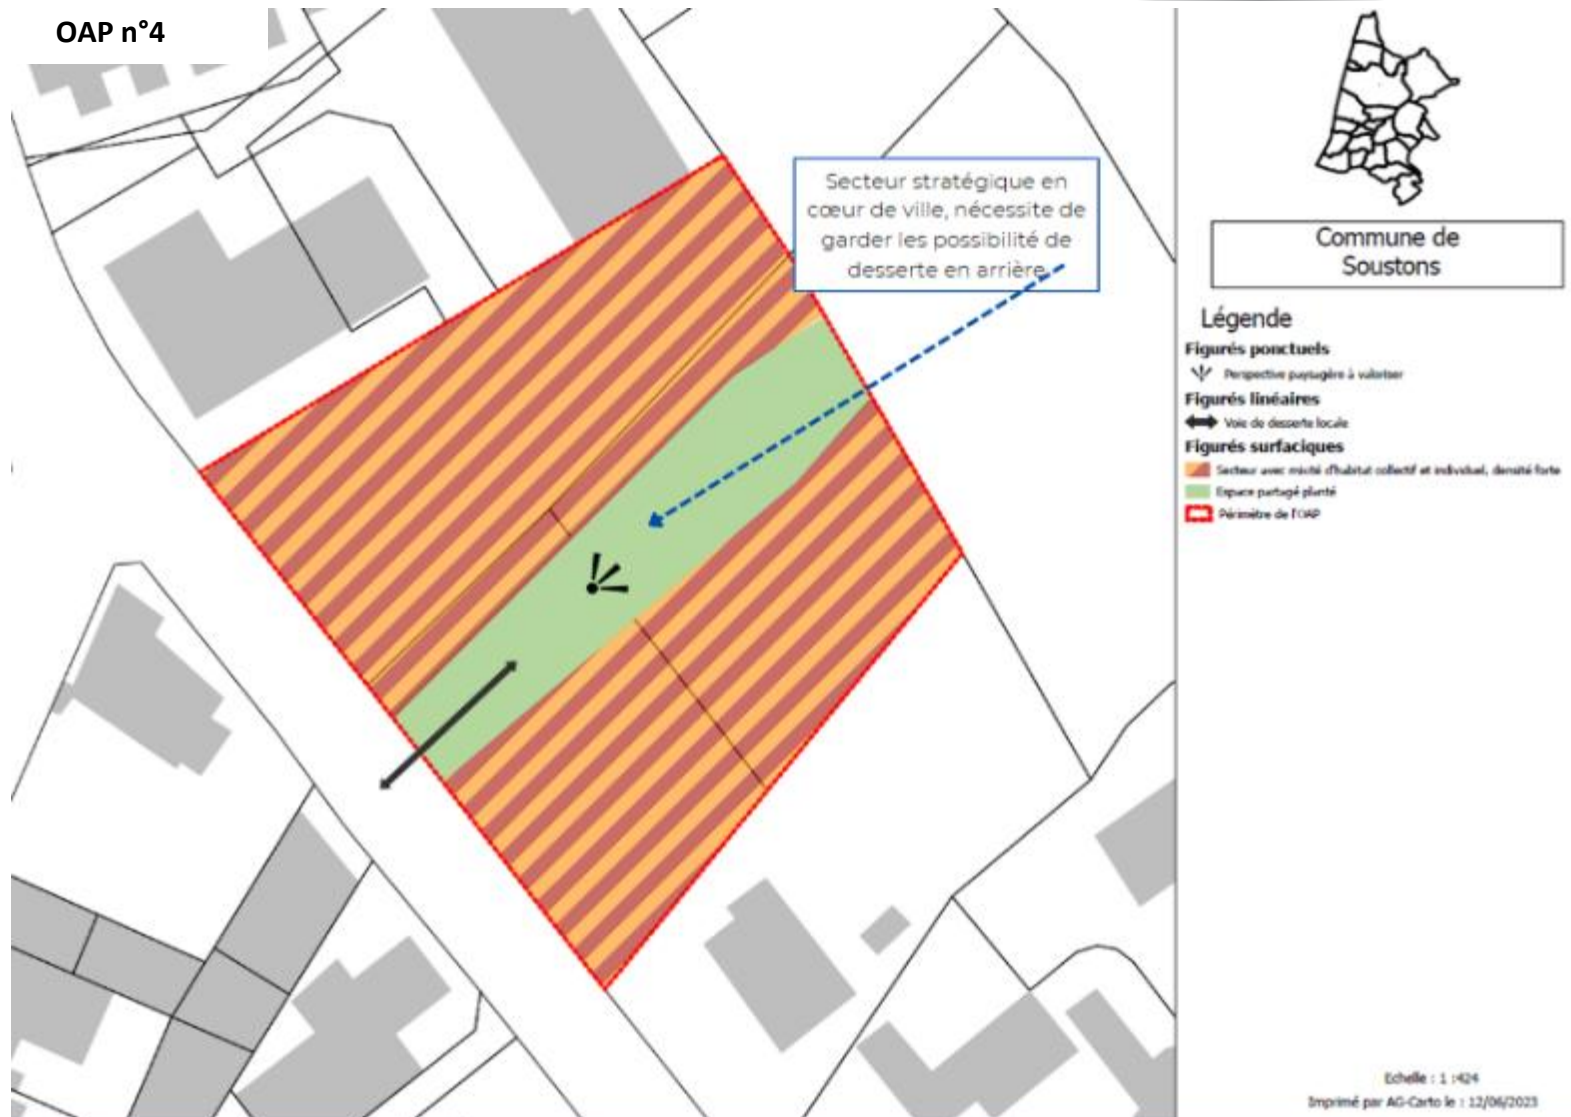 OAP n°4
Secteur stratégique en
cœur de ville, nécessite de
garder les possibilité de
desserte en arrière
Commune de
Soustons
Légende
Figurés ponctuels
Perspective paysagère à valoriser
Figurés linéaires
Voie de desserte locale
Figurés surfaciques
Secteur avec mixité d'habitat collectif et individuel, densité forte
Espace partagé planté
Périmètre de l'OAP
Echelle : 1 :424
Imprimé par AG-Carto le : 12/06/2023